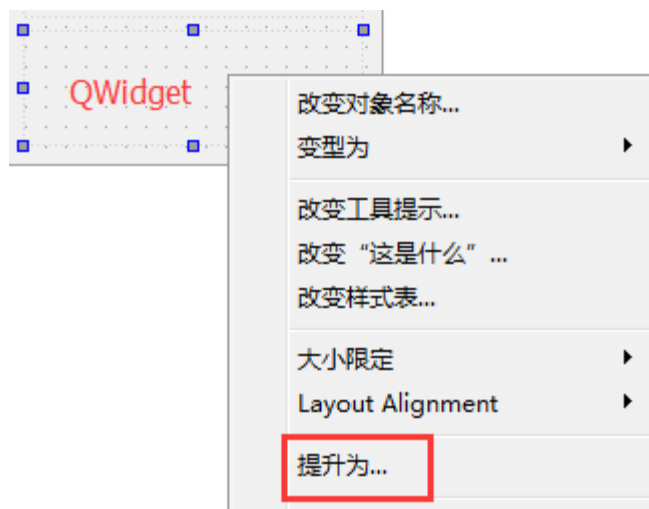 QWidget
改变对象名称...
变型为
改变工具提示...
改变“这是什么”...
改变样式表...
大小限定
Layout Alignment
提升为...